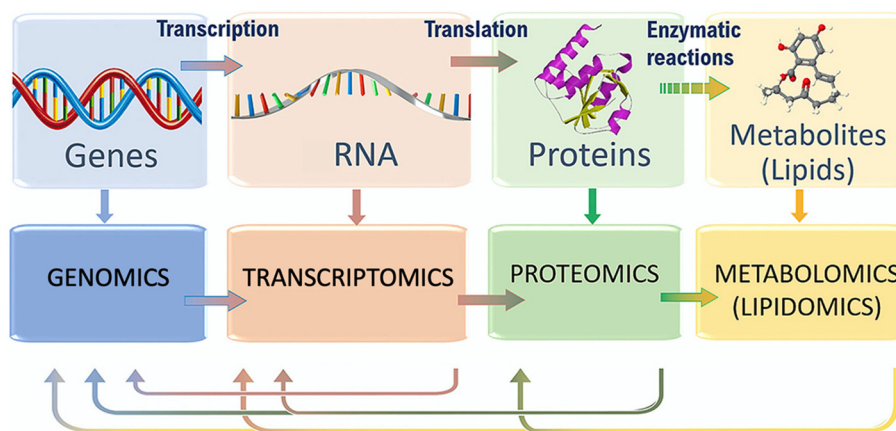 Transcription
Translation
Enzymatic
reactions
Genes
RNA
Proteins
Metabolites
(Lipids)
GENOMICS
TRANSCRIPTOMICS
PROTEOMICS
METABOLOMICS
(LIPIDOMICS)